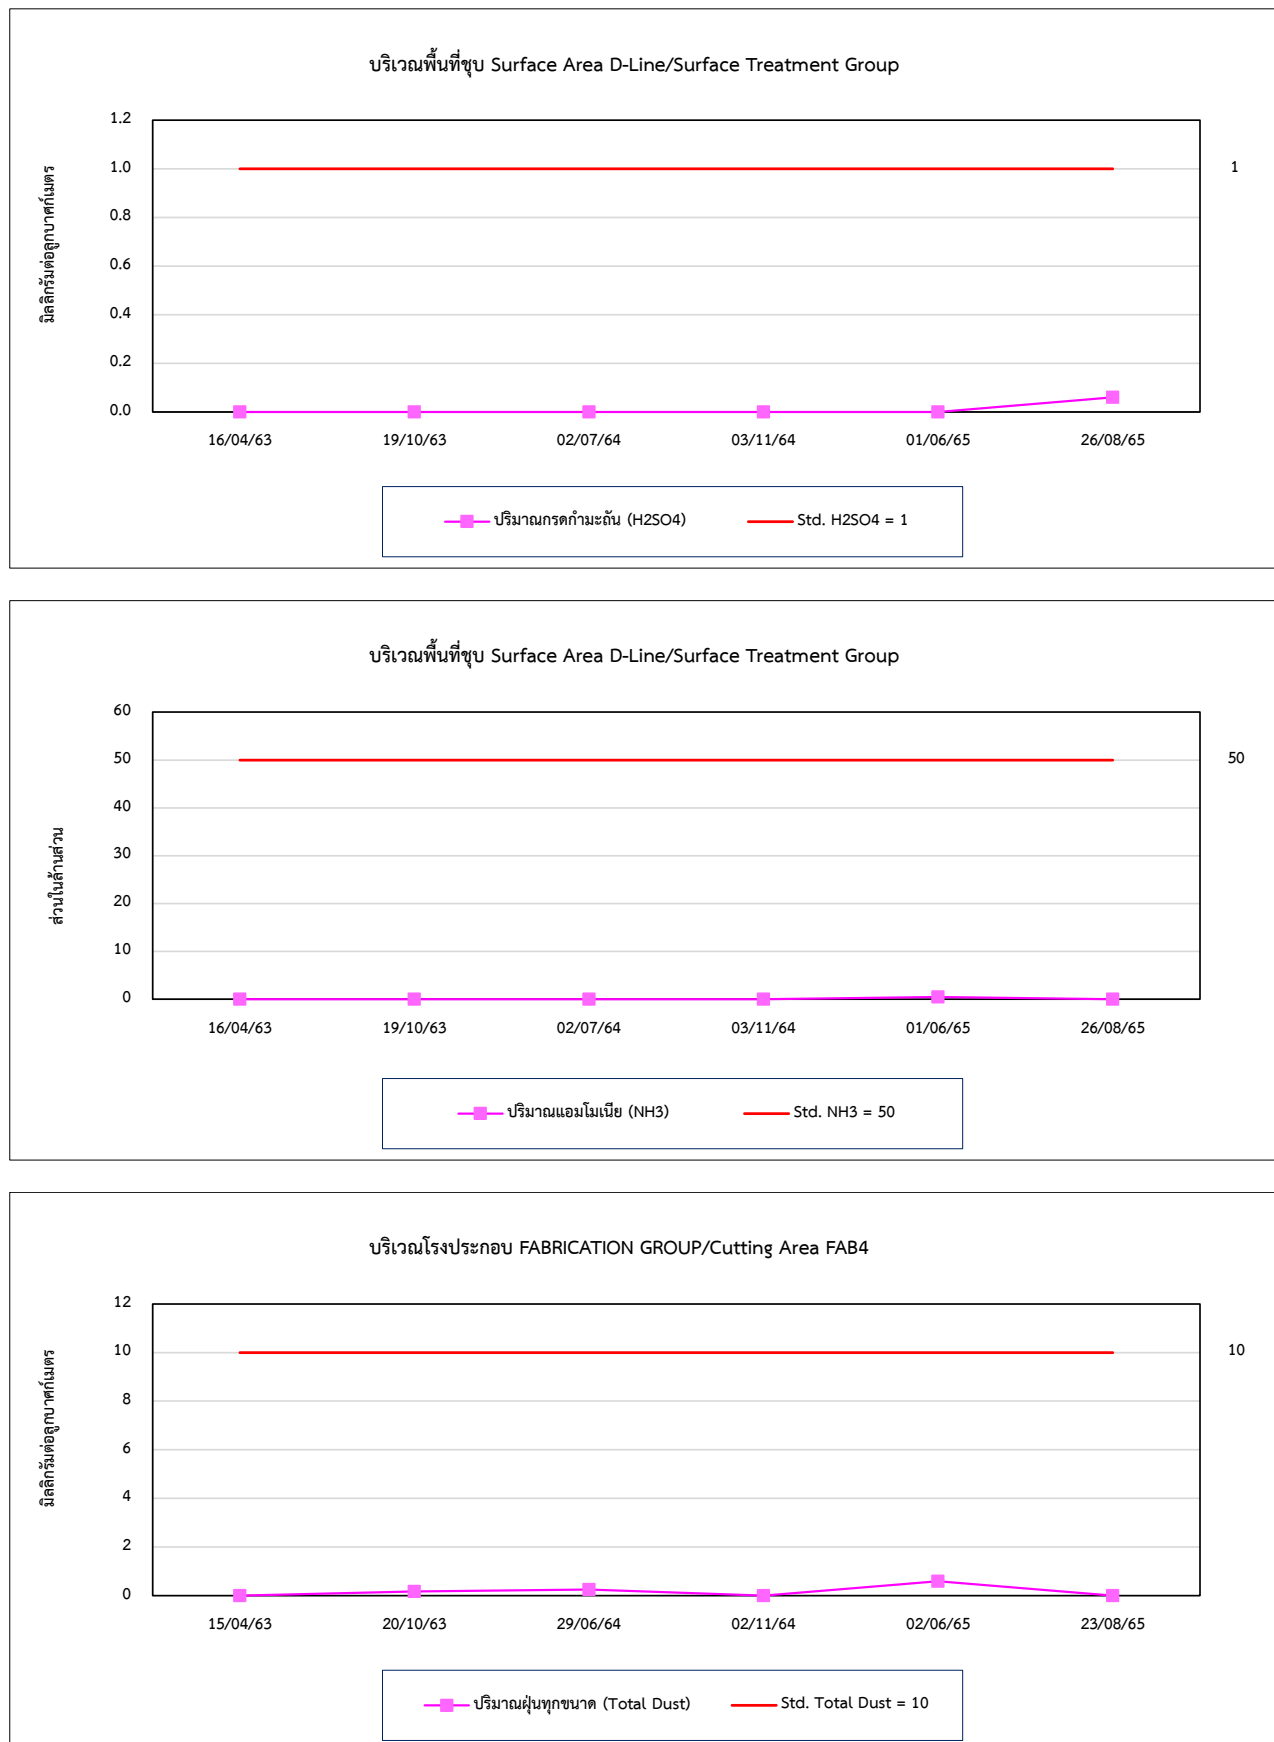 บริเวณพื้นที่ชุบ Surface Area D-Line/Surface Treatment Group
1.2
1.0
0.8
0.6
0.4
0.2
0.0
1
มิลลิกรัมต่อลูกบาศก์เมตร
16/04/63 19/10/63 02/07/64 03/11/64 01/06/65 26/08/65
ปริมาณกรดกำมะถัน (H2SO4) Std. H2SO4 = 1
บริเวณพื้นที่ชุบ Surface Area D-Line/Surface Treatment Group
60
50
40
30
20
10
0
50
ส่วนในล้านส่วน
16/04/63 19/10/63 02/07/64 03/11/64 01/06/65 26/08/65
ปริมาณแอมโมเนีย (NH3) Std. NH3 = 50
บริเวณโรงประกอบ FABRICATION GROUP/Cutting Area FAB4
12
10
8
6
4
2
0
10
มิลลิกรัมต่อลูกบาศก์เมตร
15/04/63 20/10/63 29/06/64 02/11/64 02/06/65 23/08/65
ปริมาณฝุ่นทุกขนาด (Total Dust) Std. Total Dust = 10